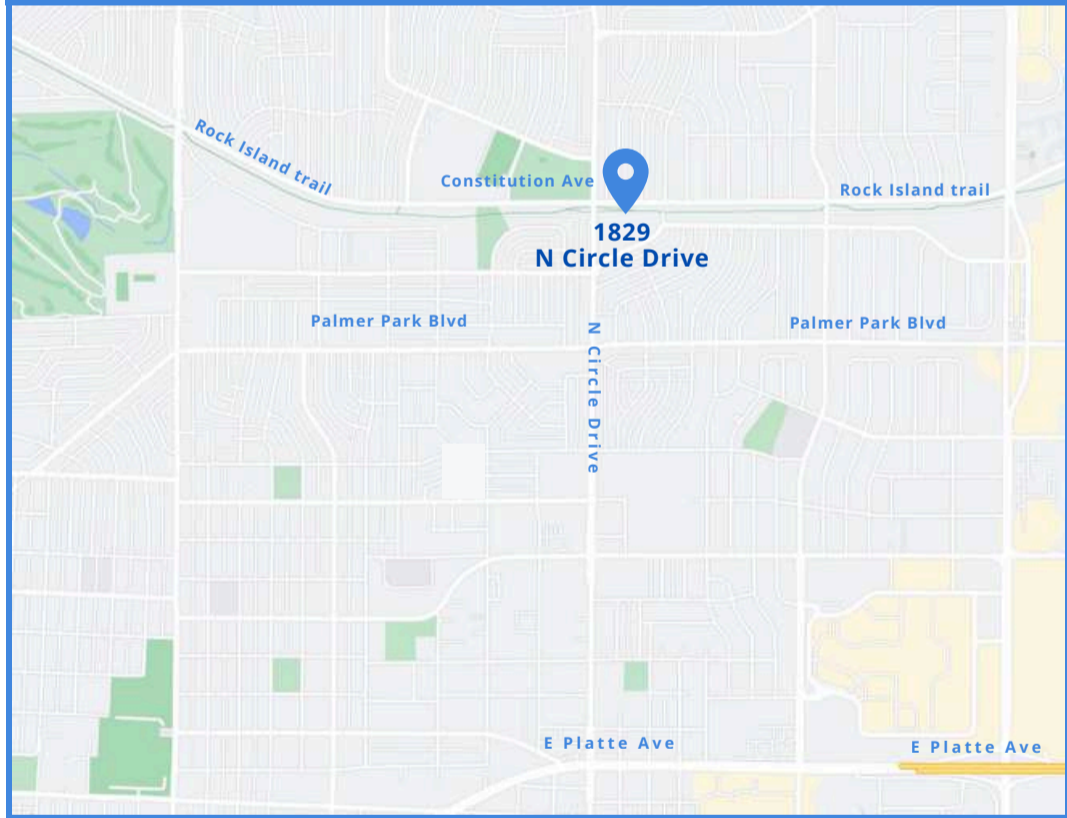 Rock Island trail
Constitution Ave
Rock Island trail
1829
N Circle Drive
Palmer Park Blvd
Palmer Park Blvd
N Circle Drive
E Platte Ave
E Platte Ave